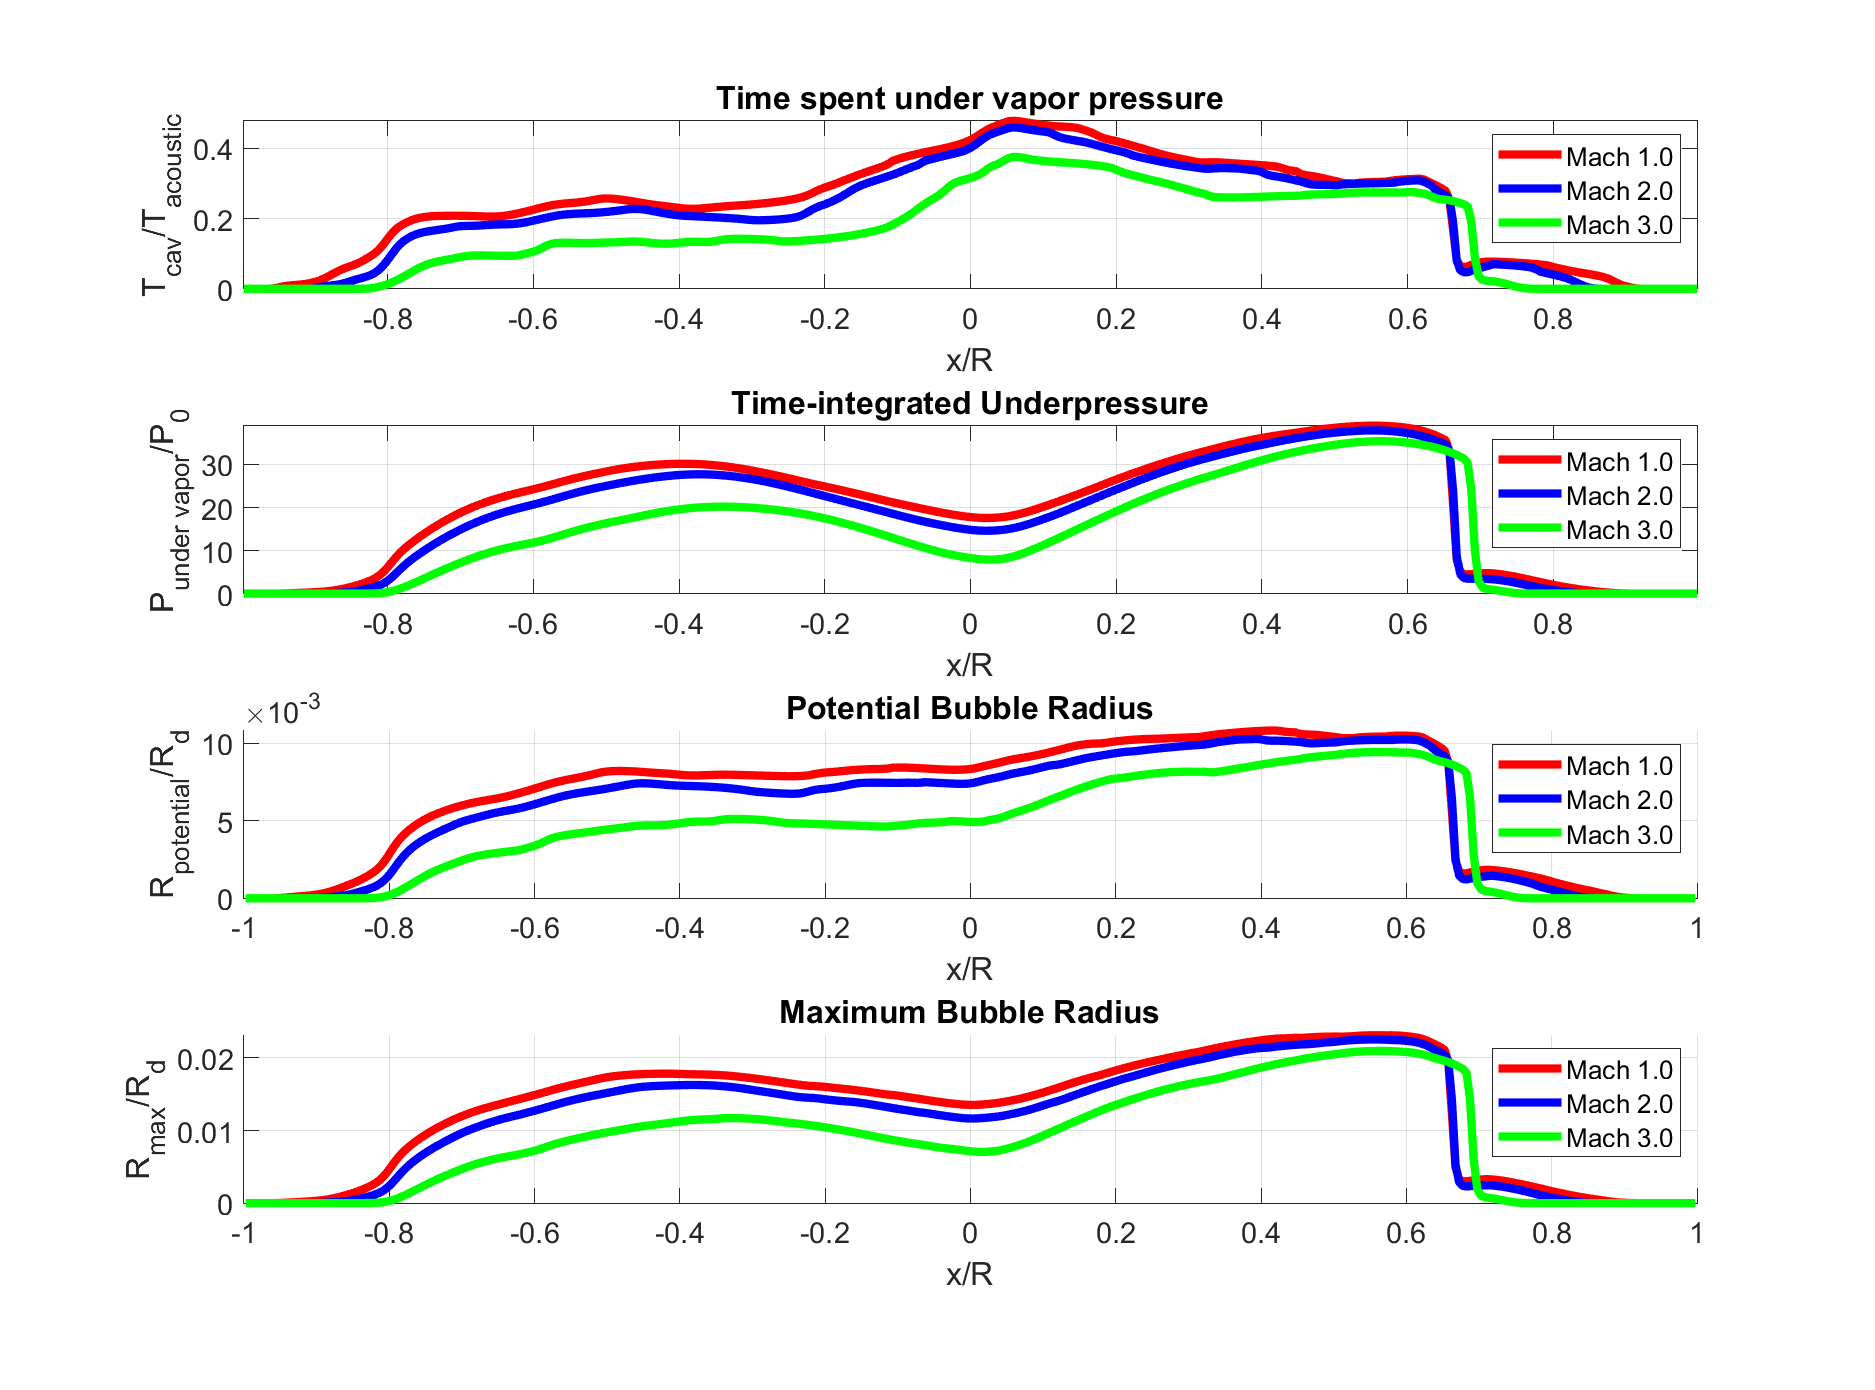 Time spent under vapor pressure
T_cav/T_acoustic
0.4
0.2
0
Mach 1.0
Mach 2.0
Mach 3.0
-0.8 -0.6 -0.4 -0.2 0 0.2 0.4 0.6 0.8
x/R
Time-integrated Underpressure
P_under vapor/P_0
30
20
10
0
Mach 1.0
Mach 2.0
Mach 3.0
-0.8 -0.6 -0.4 -0.2 0 0.2 0.4 0.6 0.8
x/R
Potential Bubble Radius
×10^-3
R_potential/R_d
10
5
0
Mach 1.0
Mach 2.0
Mach 3.0
-1 -0.8 -0.6 -0.4 -0.2 0 0.2 0.4 0.6 0.8 1
x/R
Maximum Bubble Radius
R_max/R_d
0.02
0.01
0
Mach 1.0
Mach 2.0
Mach 3.0
-1 -0.8 -0.6 -0.4 -0.2 0 0.2 0.4 0.6 0.8 1
x/R